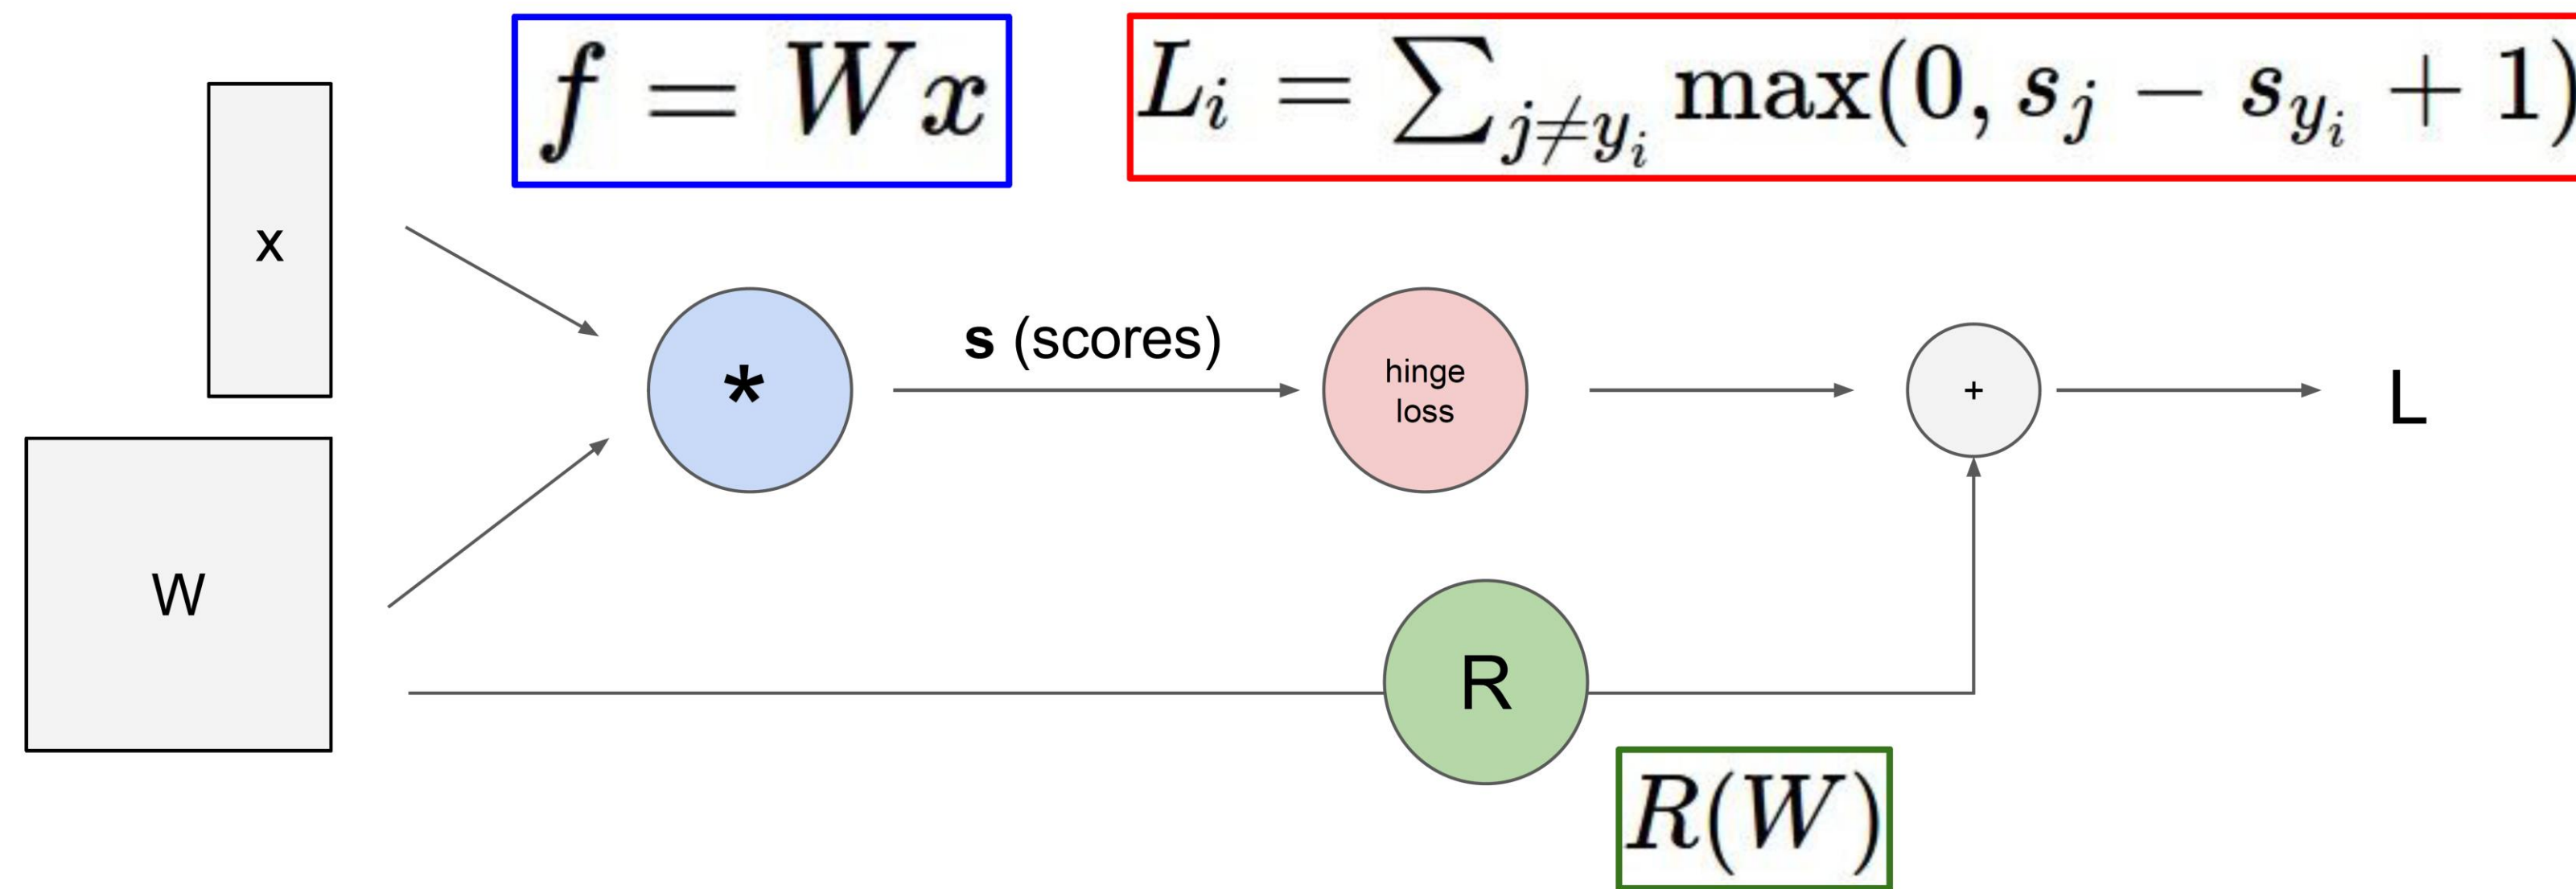 f = Wx
L_i = ∑_{j≠y_i} max(0, s_j − s_{y_i} + 1)
x
*
s (scores)
hinge
loss
+
L
W
R
R(W)